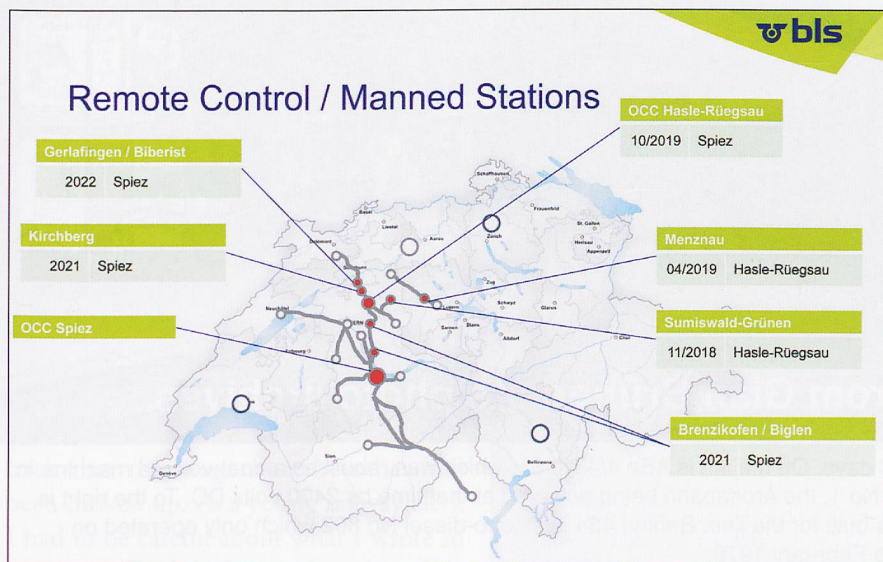 bls
Remote Control / Manned Stations
OCC Hasle-Rüegsau
10/2019 Spiez
Gerlafingen / Biberist
2022 Spiez
Kirchberg
2021 Spiez
OCC Spiez
Menznau
04/2019 Hasle-Rüegsau
Sumiswald-Grünen
11/2018 Hasle-Rüegsau
Brenzikofen / Biglen
2021 Spiez
Schaffhausen
Basel
Liestal
Frauenfeld
Delémont
Aarau
Zürich
St. Gallen
Herisau
Appenzell
Zug
Luzern
Schwyz
Glarus
Neuchâtel
ERN
Stans
Sarnen
Altdorf
Chur
Fribourg
Sion
Bellinzona
Genève